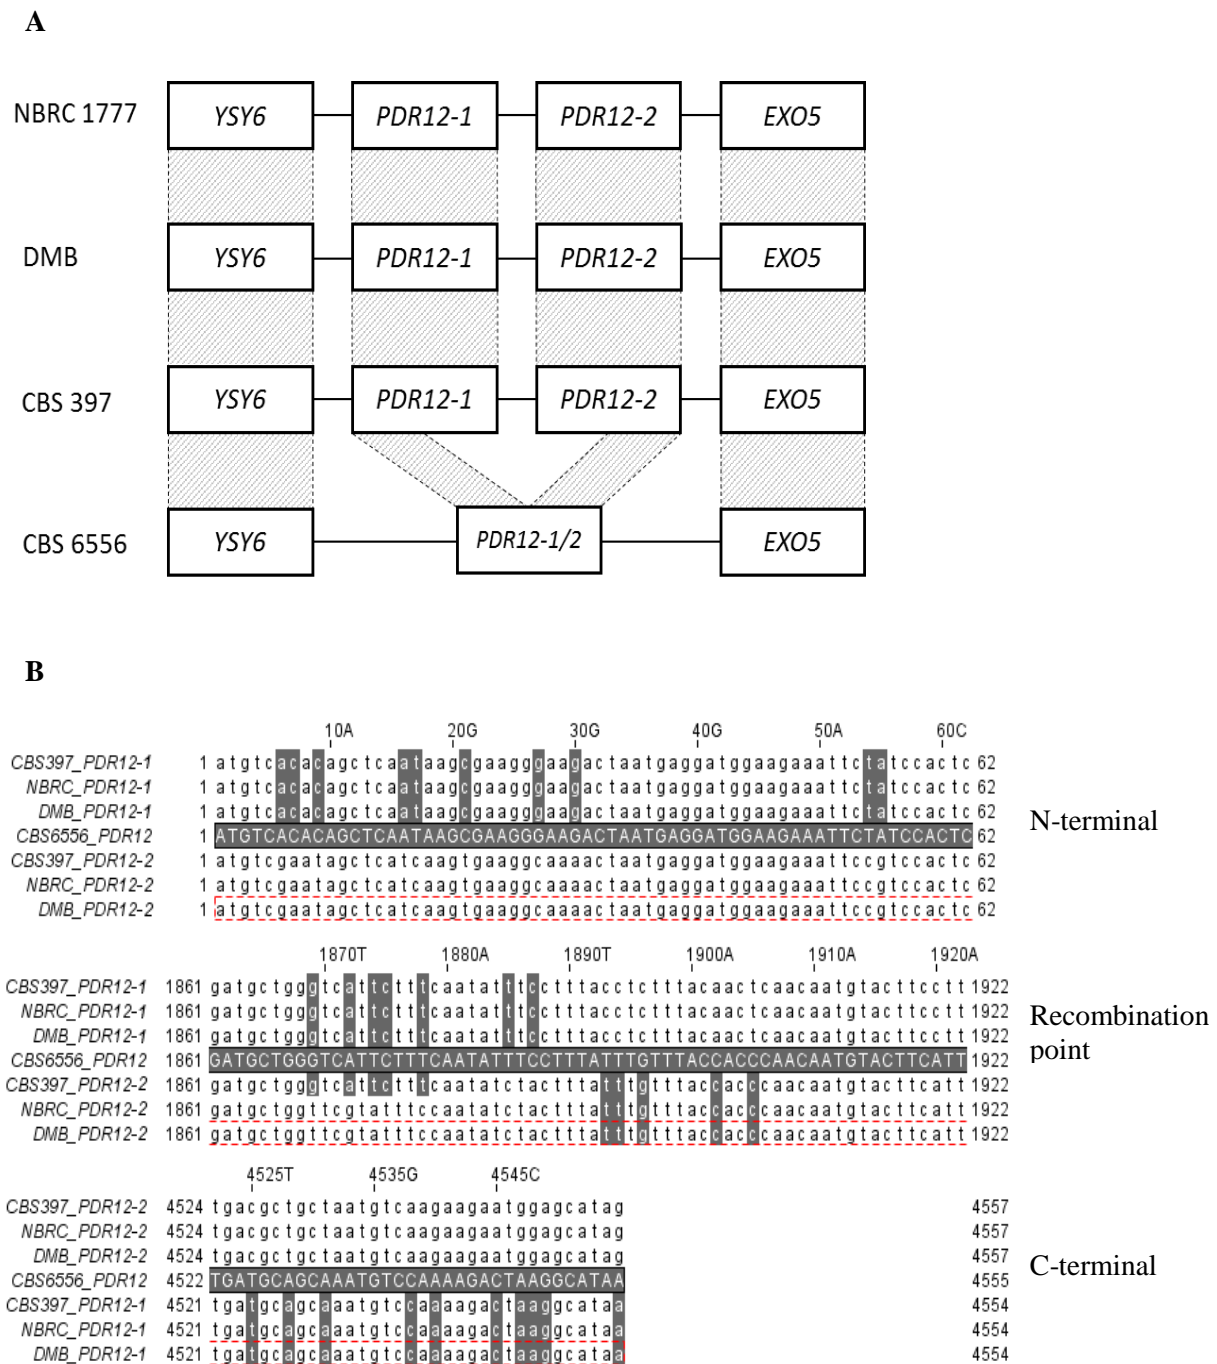 A
NBRC 1777 YSY6 PDR12-1 PDR12-2 EXO5
DMB YSY6 PDR12-1 PDR12-2 EXO5
CBS 397 YSY6 PDR12-1 PDR12-2 EXO5
CBS 6556 YSY6 PDR12-1/2 EXO5
B
10A 20G 30G 40G 50A 60C
CBS397_PDR12-1 1 atgtcacacagctcaataagcgaagggaagactaatgaggatggaagaaattctatccactc 62
NBRC_PDR12-1 1 atgtcacacagctcaataagcgaagggaagactaatgaggatggaagaaattctatccactc 62
DMB_PDR12-1 1 atgtcacacagctcaataagcgaagggaagactaatgaggatggaagaaattctatccactc 62
CBS6556_PDR12 1 ATGTCACACAGCTCAATAAGCGAAGGGAAGACTAATGAGGATGGAAGAAATTCTATCCACTC 62
CBS397_PDR12-2 1 atgtcgaatagctcatcaagtgaaggcaaaactaatgaggatggaagaaattccgtccactc 62
NBRC_PDR12-2 1 atgtcgaatagctcatcaagtgaaggcaaaactaatgaggatggaagaaattccgtccactc 62
DMB_PDR12-2 1 atgtcgaatagctcatcaagtgaaggcaaaactaatgaggatggaagaaattccgtccactc 62
N-terminal
1870T 1880A 1890T 1900A 1910A 1920A
CBS397_PDR12-1 1861 gatgctgggtcattctttcaatatttcctttacctctttacaactcaacaatgtacttcctt 1922
NBRC_PDR12-1 1861 gatgctgggtcattctttcaatatttcctttacctctttacaactcaacaatgtacttcctt 1922
DMB_PDR12-1 1861 gatgctgggtcattctttcaatatttcctttacctctttacaactcaacaatgtacttcctt 1922
CBS6556_PDR12 1861 GATGCTGGGTCATTCTTTCAATATTTCCTTTATTTGTTTACCACCCAACAATGTACTTCATT 1922
CBS397_PDR12-2 1861 gatgctgggtcattctttcaatatctactttatttgtttaccacccaacaatgtacttcatt 1922
NBRC_PDR12-2 1861 gatgctggttcgtatttccaatatctactttatttgtttaccacccaacaatgtacttcatt 1922
DMB_PDR12-2 1861 gatgctggttcgtatttccaatatctactttatttgtttaccacccaacaatgtacttcatt 1922
Recombination
point
4525T 4535G 4545C
CBS397_PDR12-2 4524 tgacgctgctaatgtcaagaagaatggagcatag 4557
NBRC_PDR12-2 4524 tgacgctgctaatgtcaagaagaatggagcatag 4557
DMB_PDR12-2 4524 tgacgctgctaatgtcaagaagaatggagcatag 4557
CBS6556_PDR12 4522 TGATGCAGCAAATGTCCAAAAGACTAAGGCATAA 4555
CBS397_PDR12-1 4521 tgatgcagcaaatgtccaaaagactaaggcataa 4554
NBRC_PDR12-1 4521 tgatgcagcaaatgtccaaaagactaaggcataa 4554
DMB_PDR12-1 4521 tgatgcagcaaatgtccaaaagactaaggcataa 4554
C-terminal